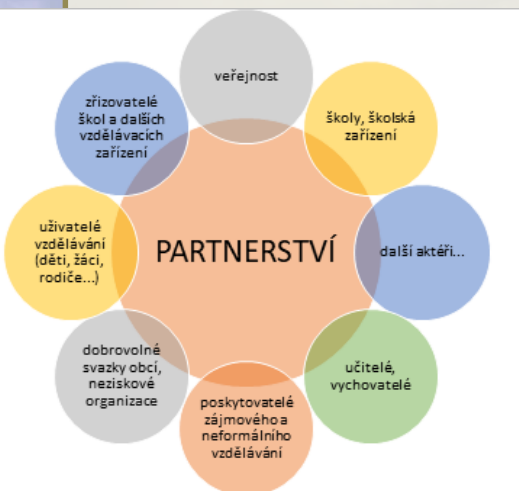 veřejnost
školy, školská
zařízení
další aktéři...
učitelé,
vychovatelé
poskytovatelé
zájmového a
neformálního
vzdělávání
dobrovolné
svazky obcí,
neziskové
organizace
uživatelé
vzdělávání
(děti, žáci,
rodiče...)
zřizovatelé
škol a dalších
vzdělávacích
zařízení
PARTNERSTVÍ